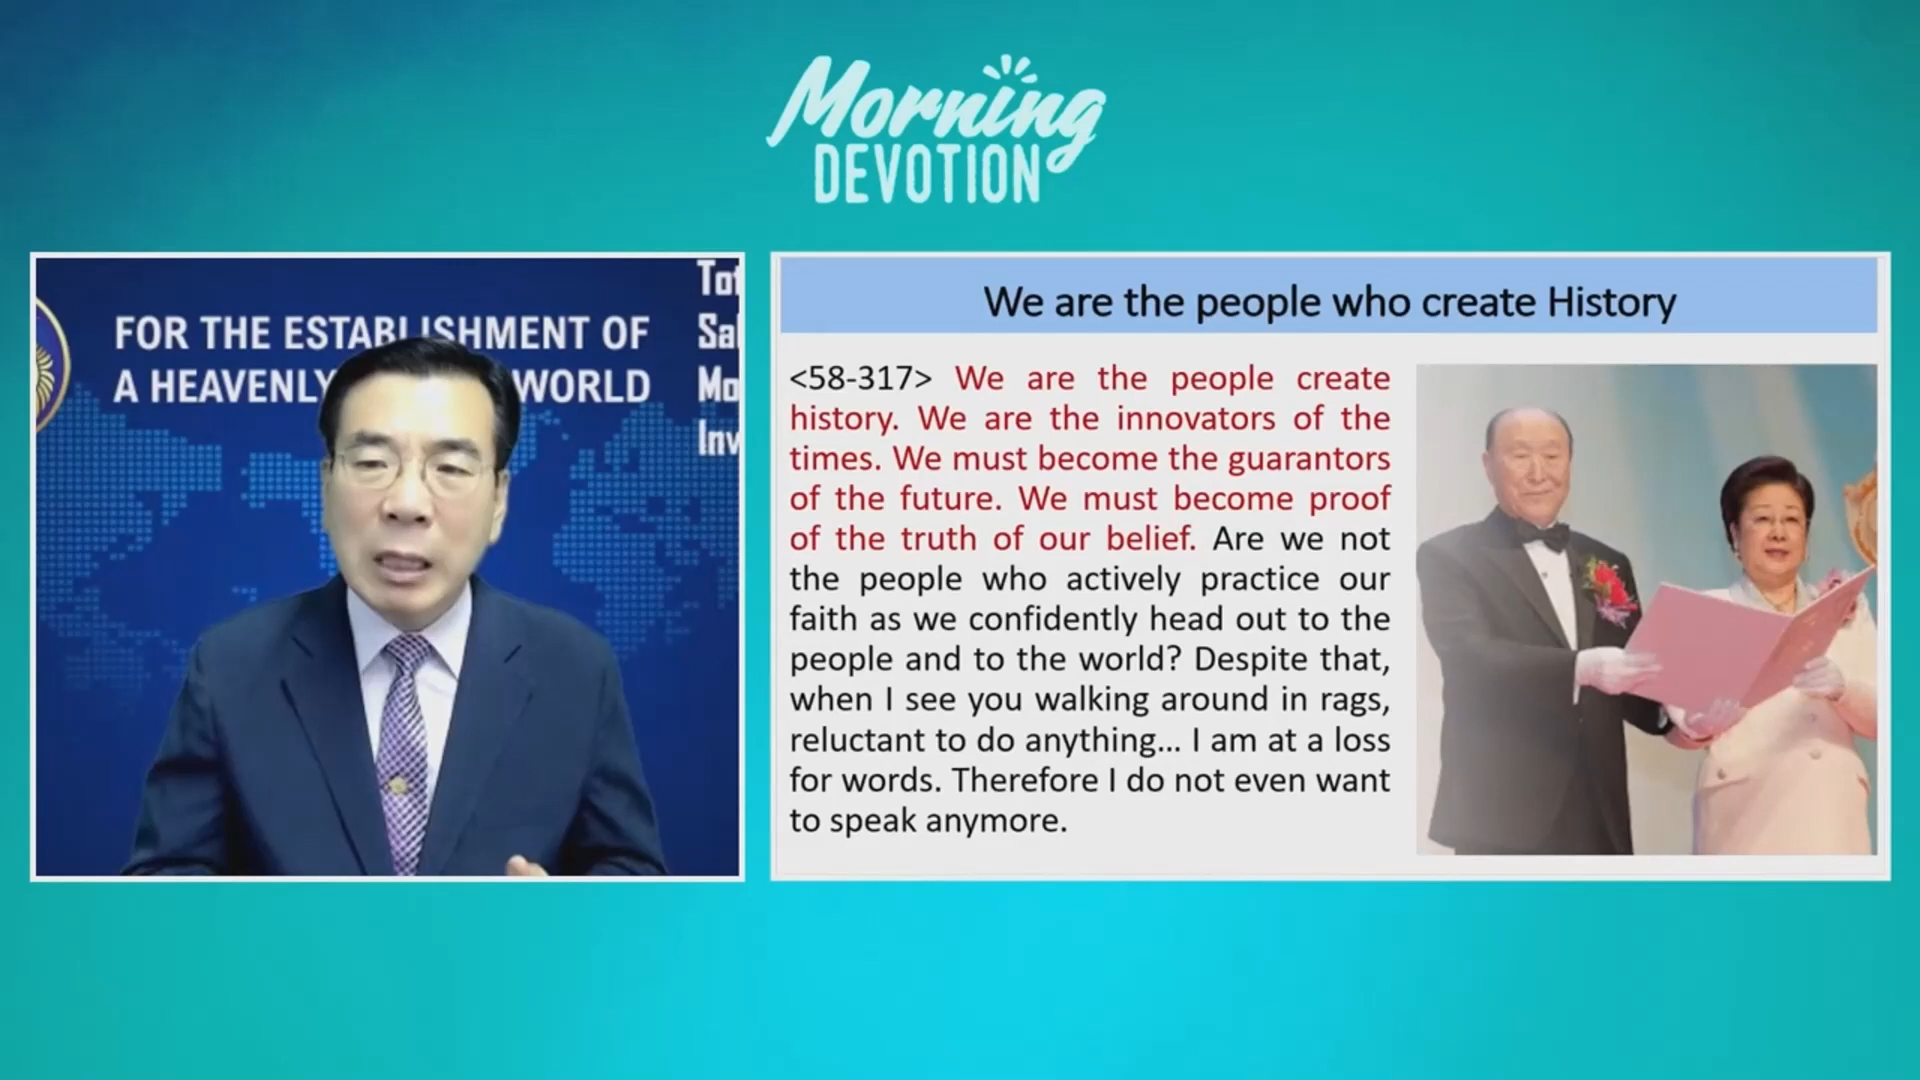 Morning
DEVOTION
FOR THE ESTABLISHMENT OF
A HEAVENLY WORLD
We are the people who create History
<58-317> We are the people create
history. We are the innovators of the
times. We must become the guarantors
of the future. We must become proof
of the truth of our belief. Are we not
the people who actively practice our
faith as we confidently head out to the
people and to the world? Despite that,
when I see you walking around in rags,
reluctant to do anything... I am at a loss
for words. Therefore I do not even want
to speak anymore.